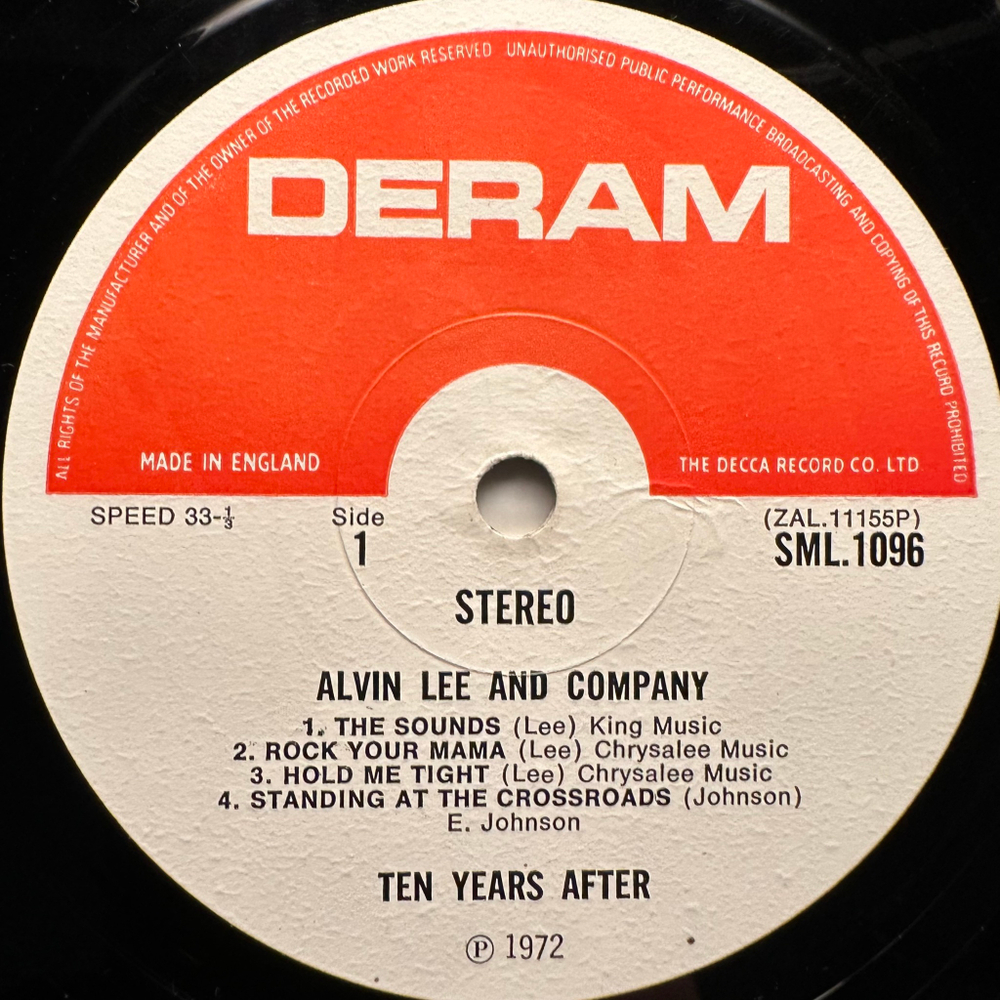 ALL RIGHTS OF THE MANUFACTURER AND OF THE OWNER OF THE RECORDED WORK RESERVED UNAUTHORISED PUBLIC PERFORMANCE BROADCASTING AND COPYING OF THIS RECORD PROHIBITED
DERAM
MADE IN ENGLAND THE DECCA RECORD CO. LTD
SPEED 33-⅓ Side (ZAL.11155P)
1 SML.1096
STEREO
ALVIN LEE AND COMPANY
1. THE SOUNDS (Lee) King Music
2. ROCK YOUR MAMA (Lee) Chrysalee Music
3. HOLD ME TIGHT (Lee) Chrysalee Music
4. STANDING AT THE CROSSROADS (Johnson)
E. Johnson
TEN YEARS AFTER
℗ 1972